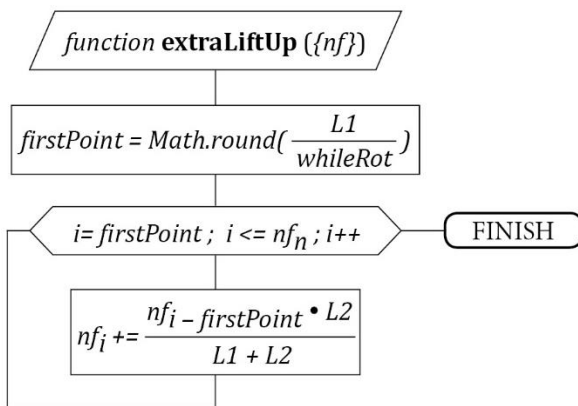 function extraLiftUp ({nf})
firstPoint = Math.round( L1 / whileRot )
i= firstPoint ; i <= nf_n ; i++
FINISH
nf_i += nf_i – firstPoint • L2 / L1 + L2